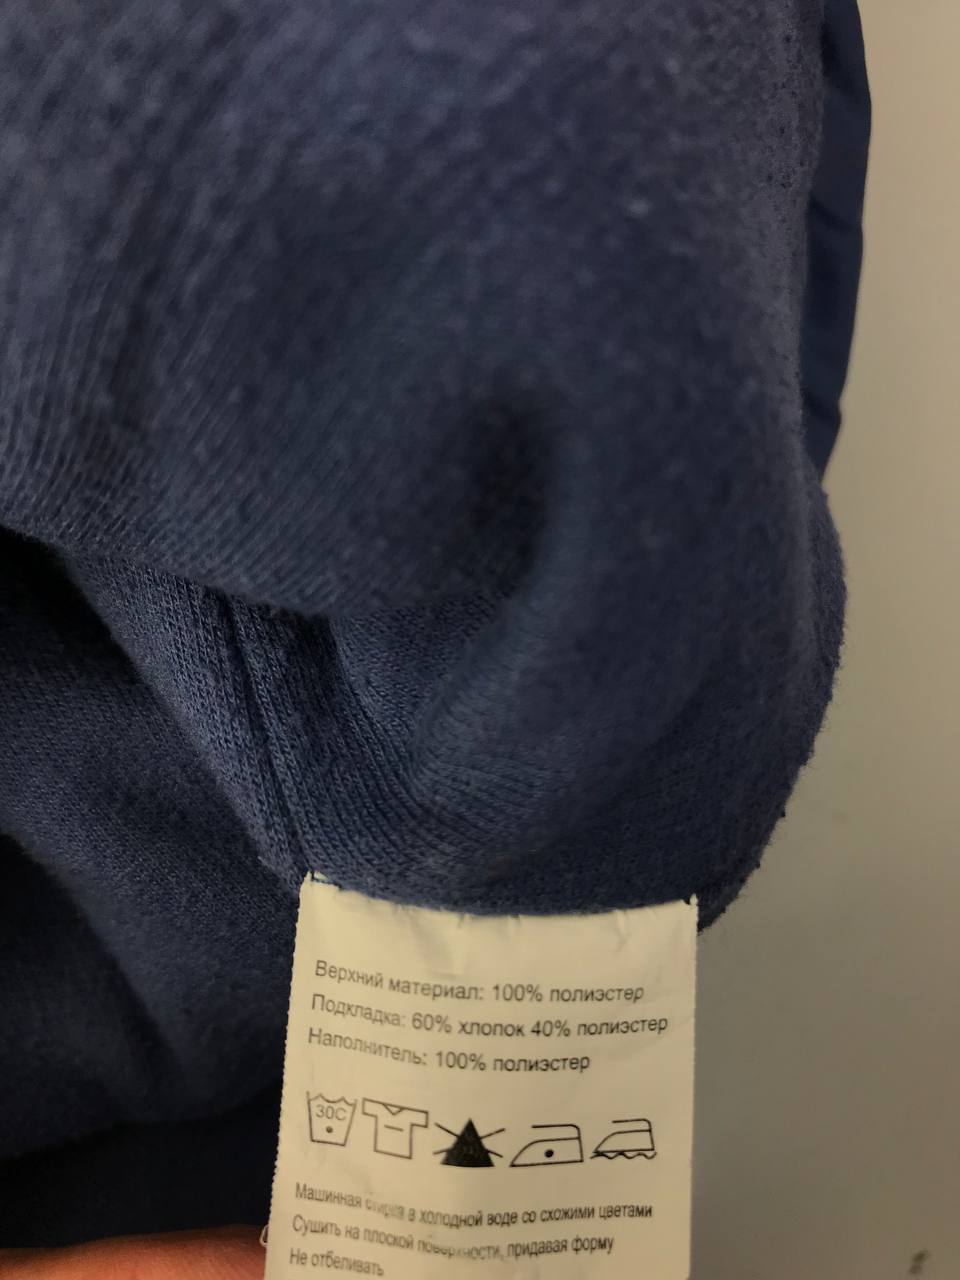 Верхний материал: 100% полиэстер
Подкладка: 60% хлопок 40% полиэстер
Наполнитель: 100% полиэстер
30C
Машинная стирка в холодной воде со схожими цветами
Сушить на плоской поверхности, придавая форму
Не отбеливать